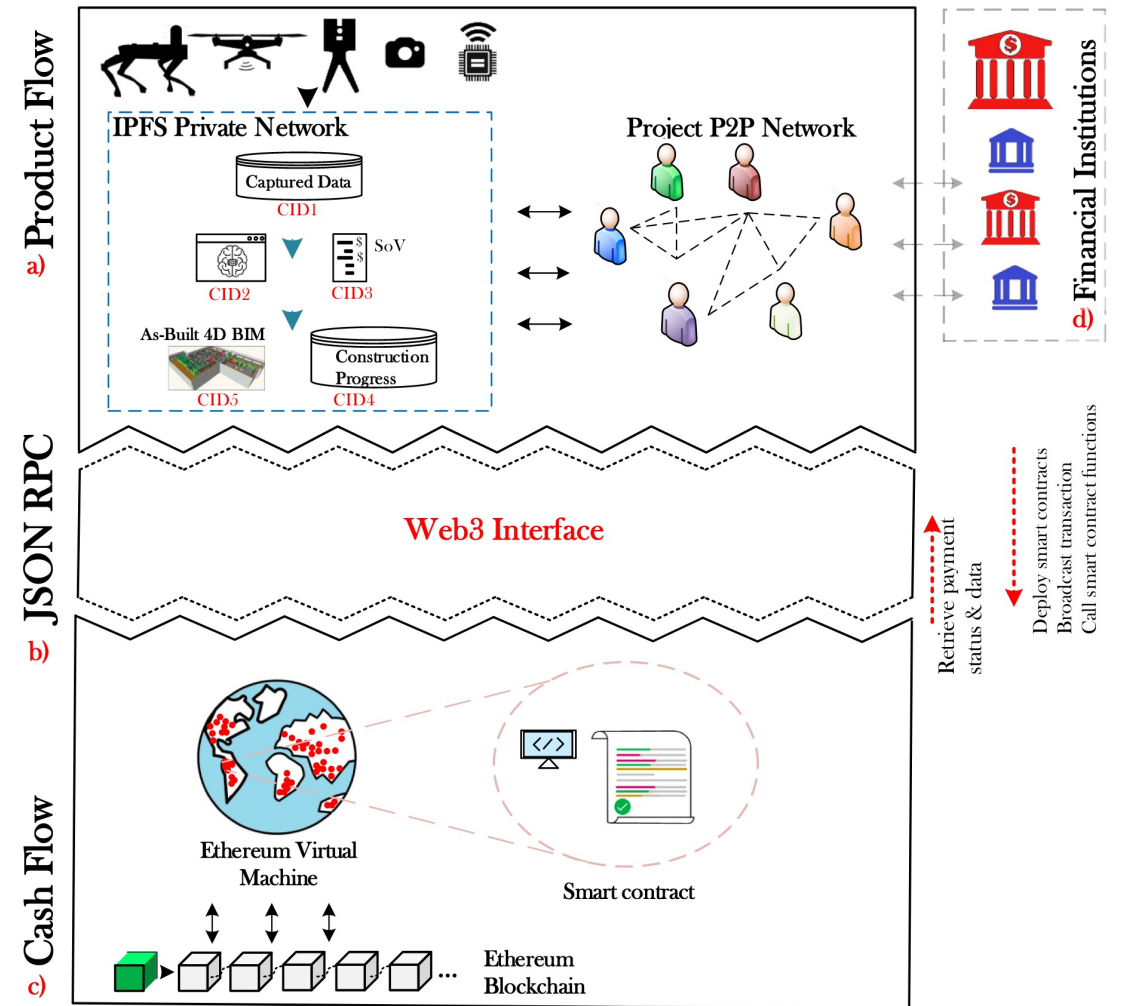 a) Product Flow
IPFS Private Network
Captured Data
CID1
CID2
$
$
SoV
CID3
As-Built 4D BIM
CID5
Construction
Progress
CID4
Project P2P Network
$
$
d) Financial Institutions
b) JSON RPC
Web3 Interface
Retrieve payment
status & data
Deploy smart contracts
Broadcast transaction
Call smart contract functions
c) Cash Flow
Ethereum Virtual
Machine
</>
Smart contract
...
Ethereum
Blockchain